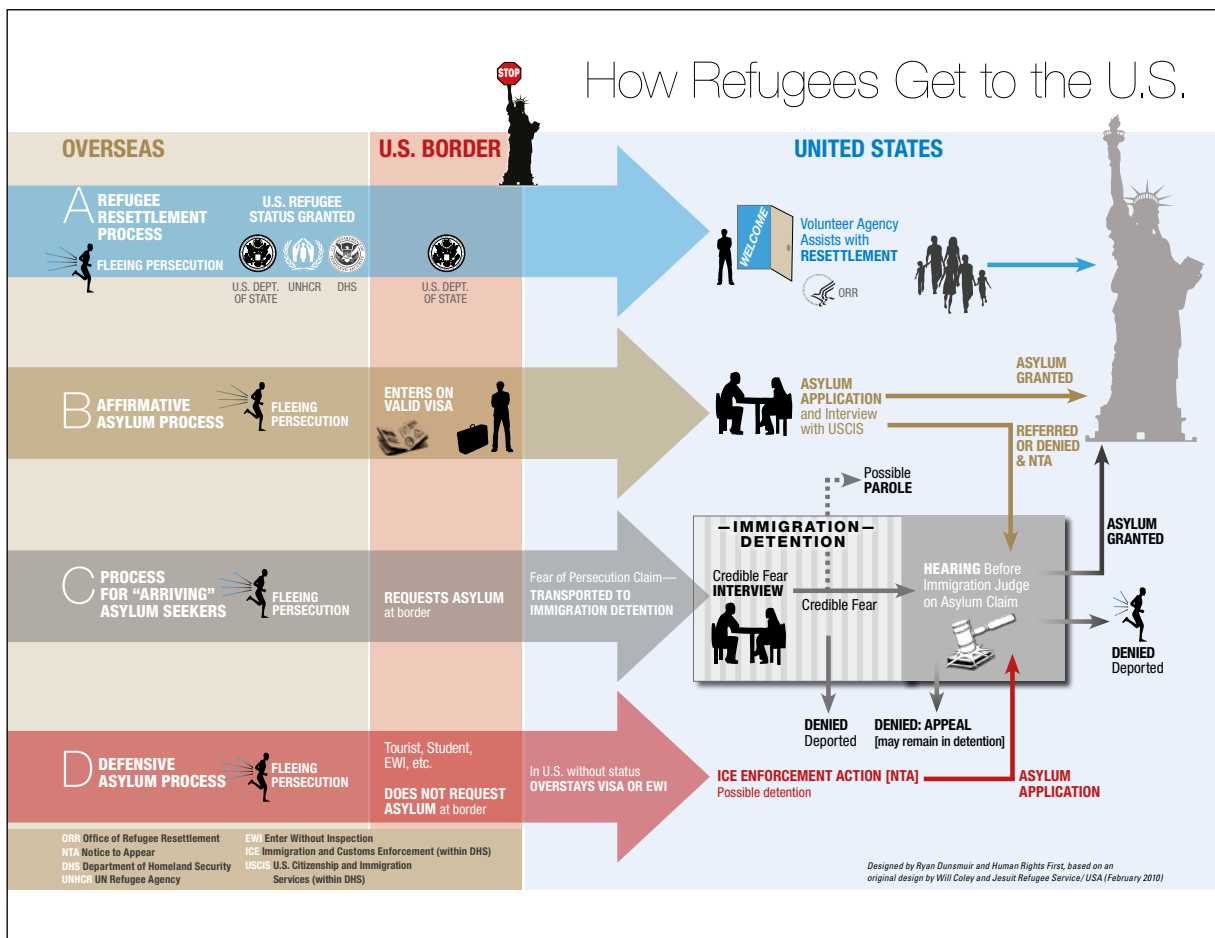 STOP
How Refugees Get to the U.S.
OVERSEAS
U.S. BORDER
UNITED STATES
A REFUGEE
RESETTLEMENT
PROCESS
FLEEING PERSECUTION
U.S. REFUGEE
STATUS GRANTED
U.S. DEPT.
OF STATE
UNHCR
DHS
U.S. DEPT.
OF STATE
WELCOME
Volunteer Agency
Assists with
RESETTLEMENT
ORR
B AFFIRMATIVE
ASYLUM PROCESS
FLEEING
PERSECUTION
ENTERS ON
VALID VISA
ASYLUM
APPLICATION
and Interview
with USCIS
ASYLUM
GRANTED
REFERRED
OR DENIED
& NTA
Possible
PAROLE
C PROCESS
FOR “ARRIVING”
ASYLUM SEEKERS
FLEEING
PERSECUTION
REQUESTS ASYLUM
at border
Fear of Persecution Claim—
TRANSPORTED TO
IMMIGRATION DETENTION
—IMMIGRATION—
DETENTION
Credible Fear
INTERVIEW
Credible Fear
HEARING Before
Immigration Judge
on Asylum Claim
ASYLUM
GRANTED
DENIED
Deported
DENIED
Deported
DENIED: APPEAL
[may remain in detention]
D DEFENSIVE
ASYLUM PROCESS
FLEEING
PERSECUTION
Tourist, Student,
EWI, etc.
DOES NOT REQUEST
ASYLUM at border
In U.S. without status
OVERSTAYS VISA OR EWI
ICE ENFORCEMENT ACTION [NTA]
Possible detention
ASYLUM
APPLICATION
ORR Office of Refugee Resettlement
NTA Notice to Appear
DHS Department of Homeland Security
UNHCR UN Refugee Agency
EWI Enter Without Inspection
ICE Immigration and Customs Enforcement (within DHS)
USCIS U.S. Citizenship and Immigration
Services (within DHS)
Designed by Ryan Dunsmuir and Human Rights First, based on an
original design by Will Coley and Jesuit Refugee Service/ USA (February 2010)